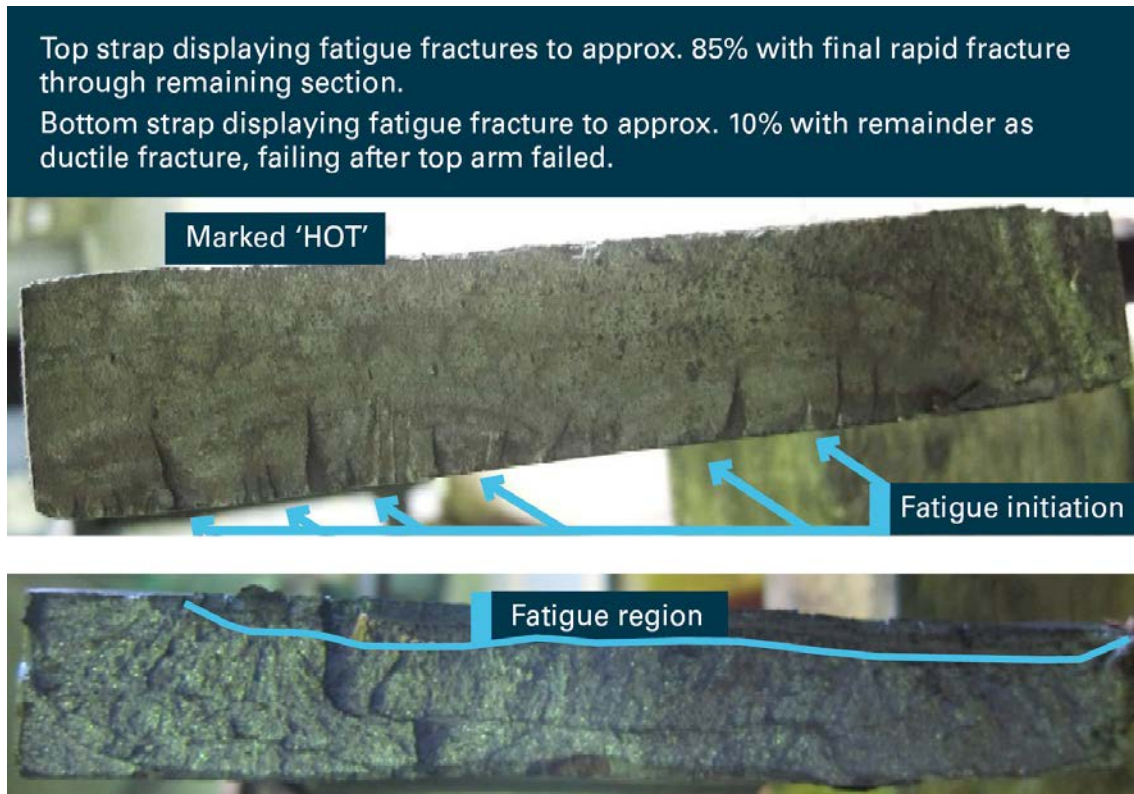 Top strap displaying fatigue fractures to approx. 85% with final rapid fracture
through remaining section.
Bottom strap displaying fatigue fracture to approx. 10% with remainder as
ductile fracture, failing after top arm failed.
Marked ‘HOT’
Fatigue initiation
Fatigue region